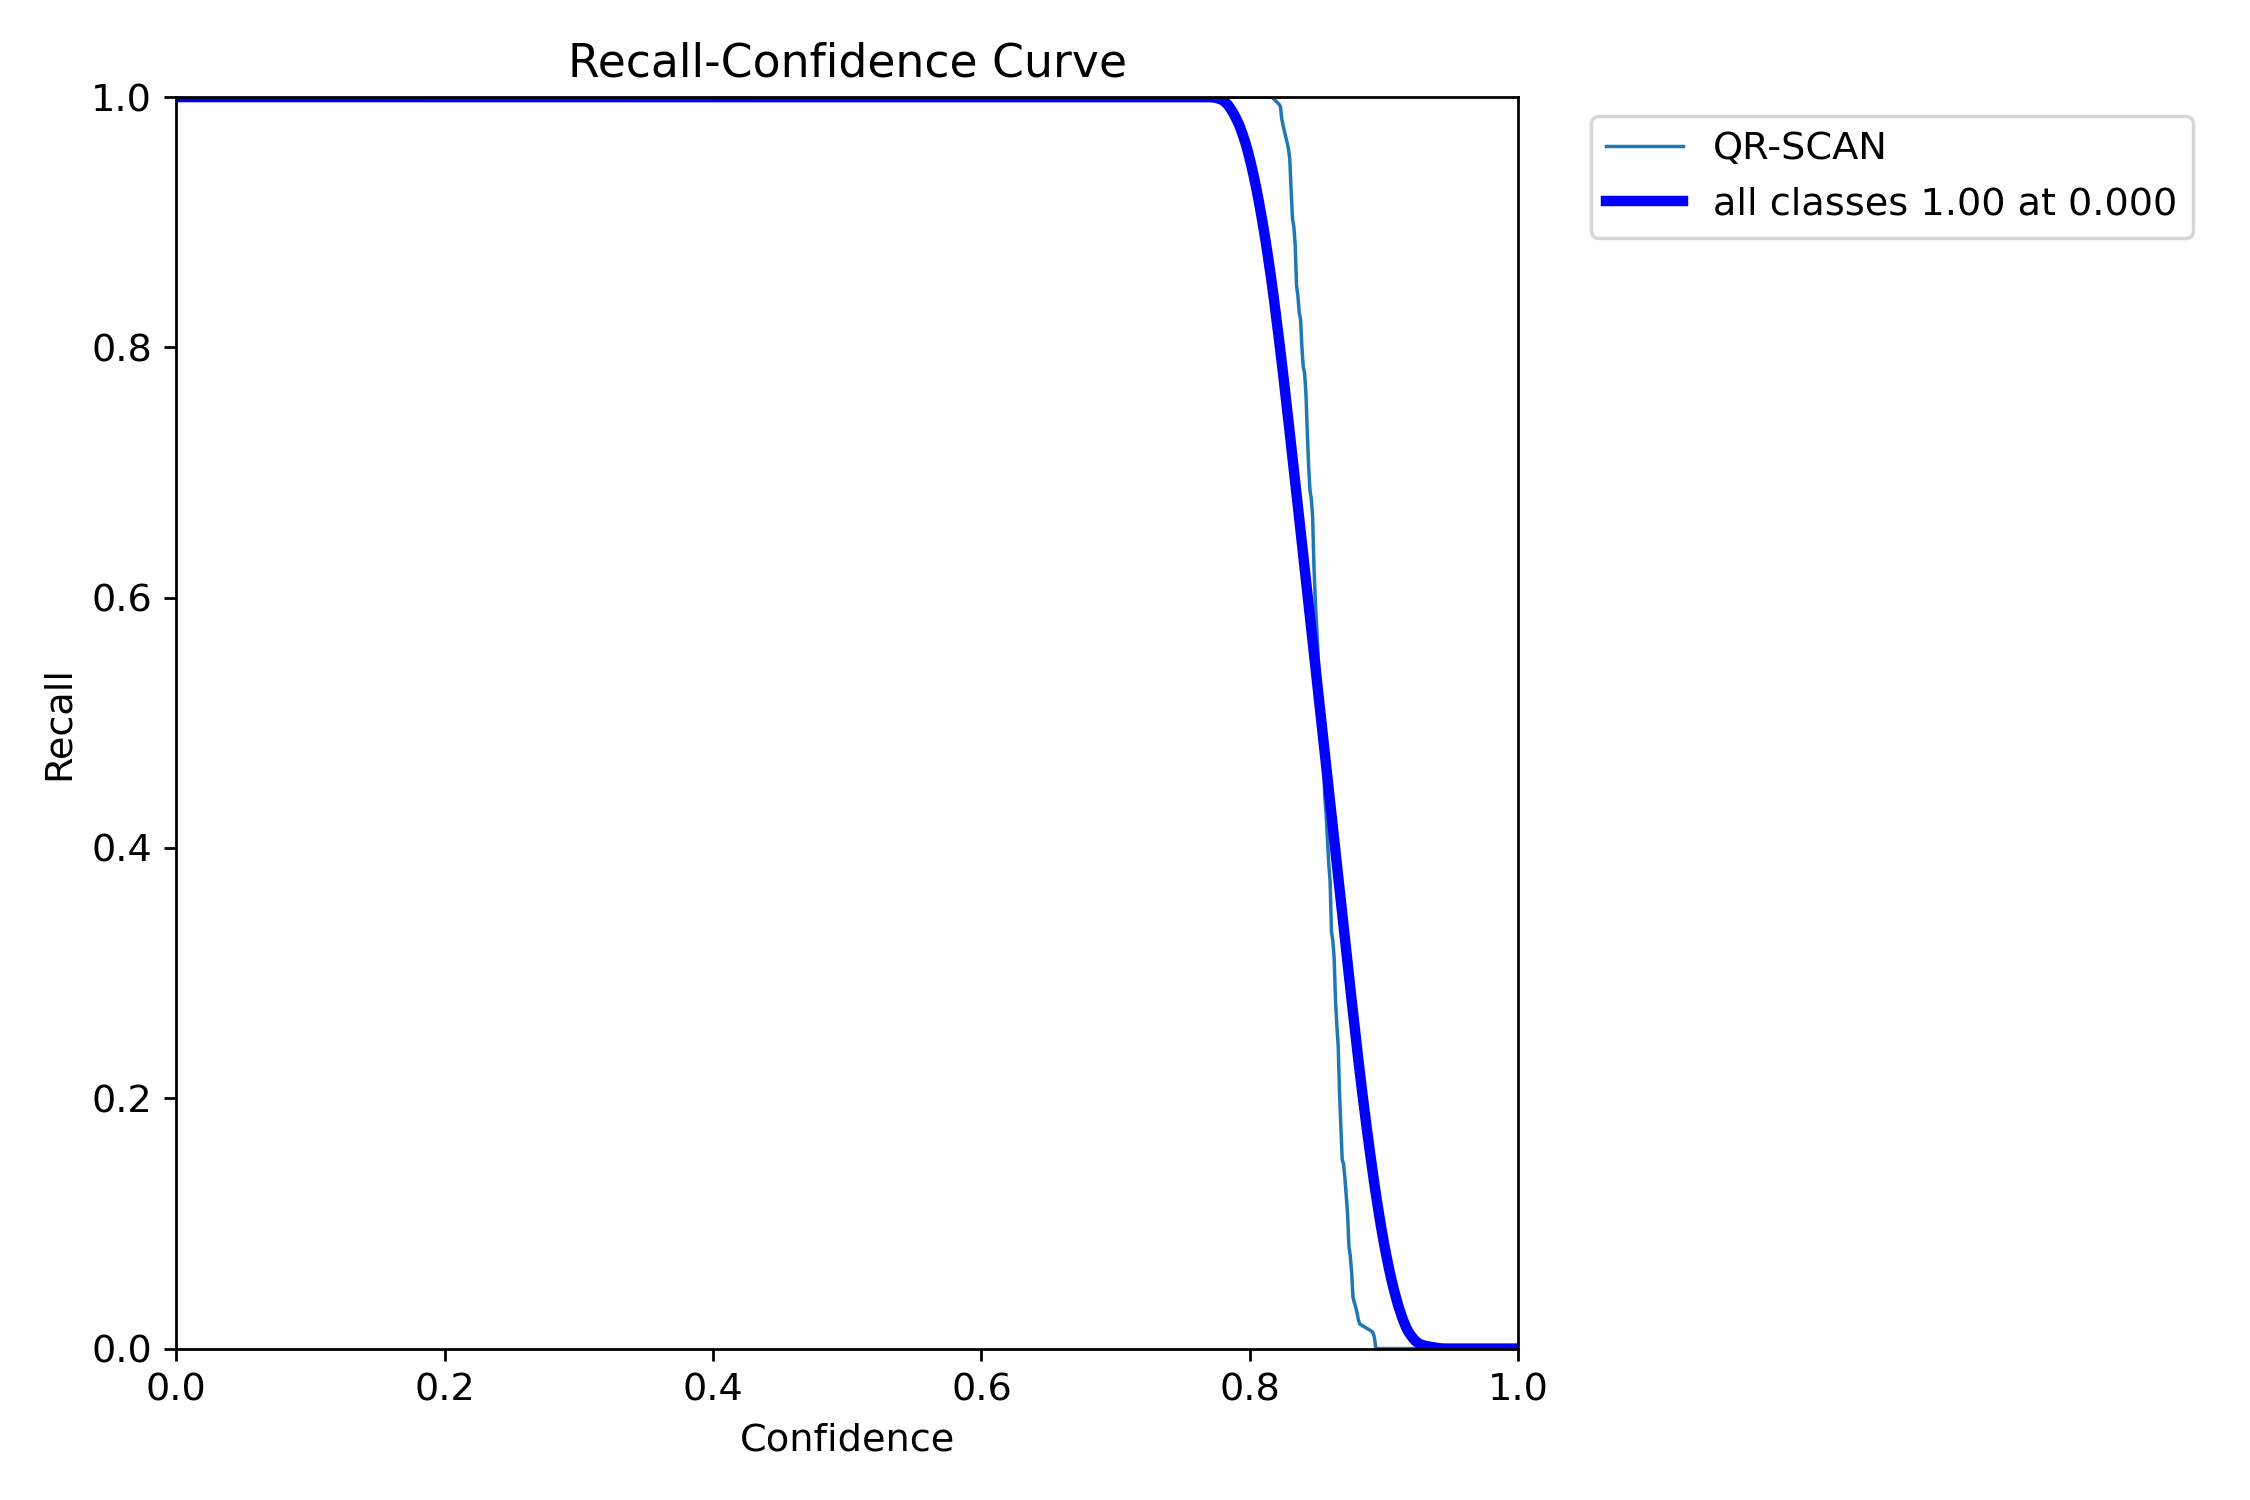 Recall-Confidence Curve
1.0
0.8
0.6
0.4
0.2
0.0
Recall
0.0 0.2 0.4 0.6 0.8 1.0
Confidence
QR-SCAN
all classes 1.00 at 0.000